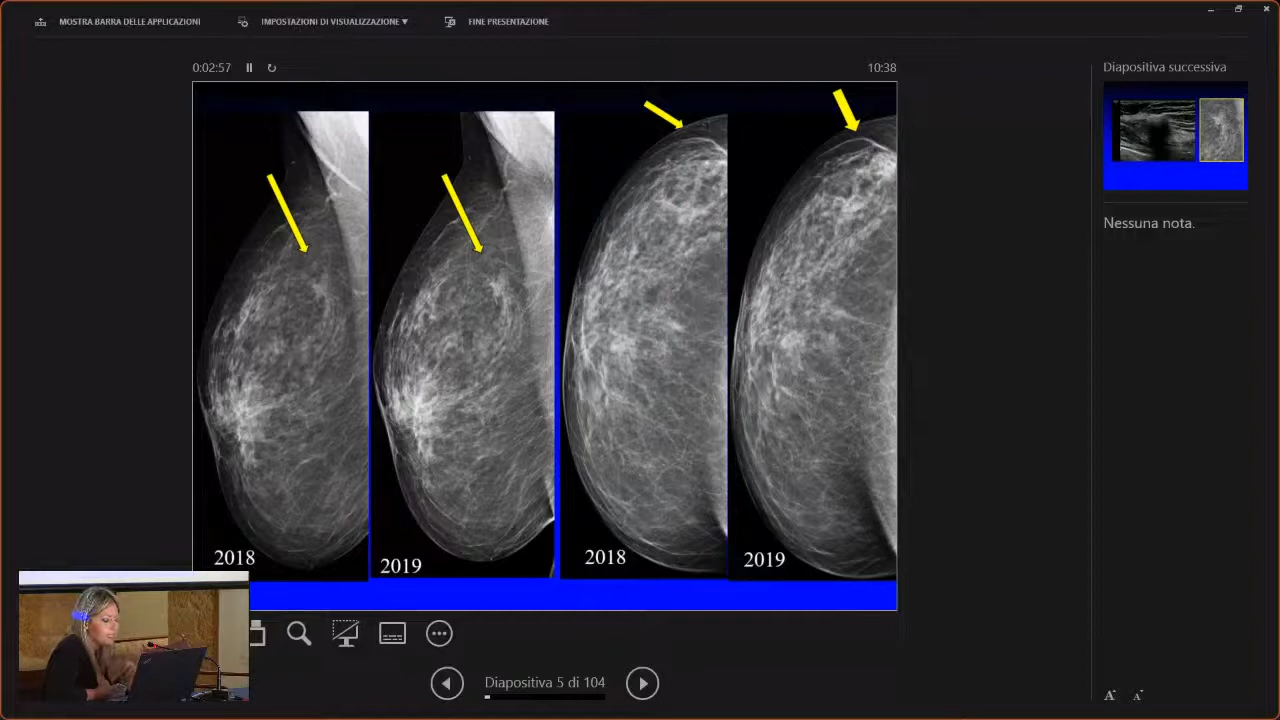 MOSTRA BARRA DELLE APPLICAZIONI
IMPOSTAZIONI DI VISUALIZZAZIONE ▼
FINE PRESENTAZIONE
0:02:57
10:38
Diapositiva successiva
Nessuna nota.
2018
2019
2018
2019
Diapositiva 5 di 104
A A